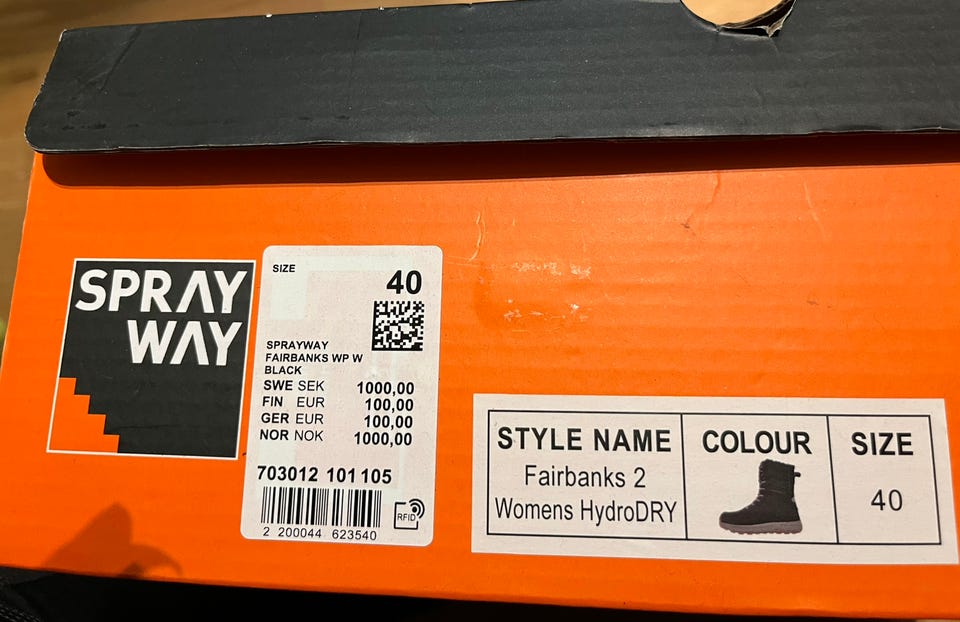 SPRAY
WAY
SIZE
40
SPRAYWAY
FAIRBANKS WP W
BLACK
SWE SEK 1000,00
FIN EUR 100,00
GER EUR 100,00
NOR NOK 1000,00
703012 101 105
RFID
2 200044 623540
STYLE NAME
Fairbanks 2
Womens HydroDRY
COLOUR
SIZE
40